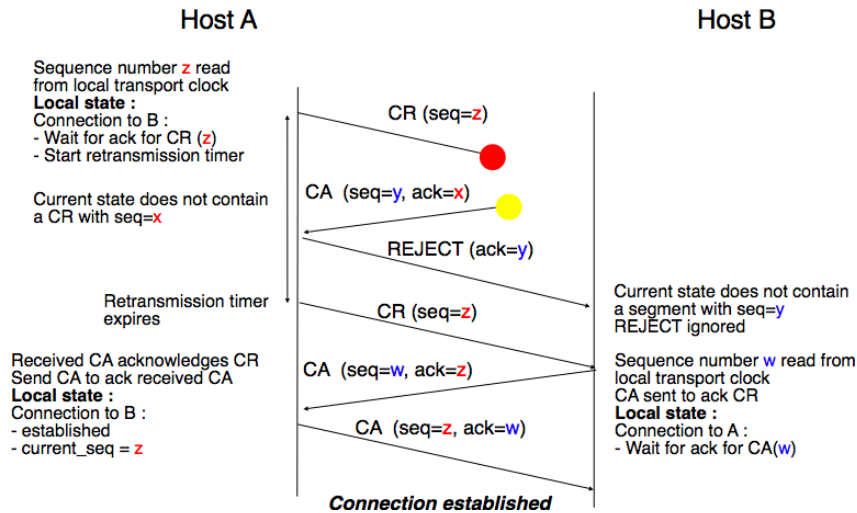 Host A
Host B
Sequence number z read
from local transport clock
Local state :
Connection to B :
- Wait for ack for CR (z)
- Start retransmission timer
CR (seq=z)
CA (seq=y, ack=x)
Current state does not contain
a CR with seq=x
REJECT (ack=y)
Current state does not contain
a segment with seq=y
REJECT ignored
Retransmission timer
expires
CR (seq=z)
Received CA acknowledges CR
Send CA to ack received CA
Local state :
Connection to B :
- established
- current_seq = z
CA (seq=w, ack=z)
Sequence number w read from
local transport clock
CA sent to ack CR
Local state :
Connection to A :
- Wait for ack for CA(w)
CA (seq=z, ack=w)
Connection established